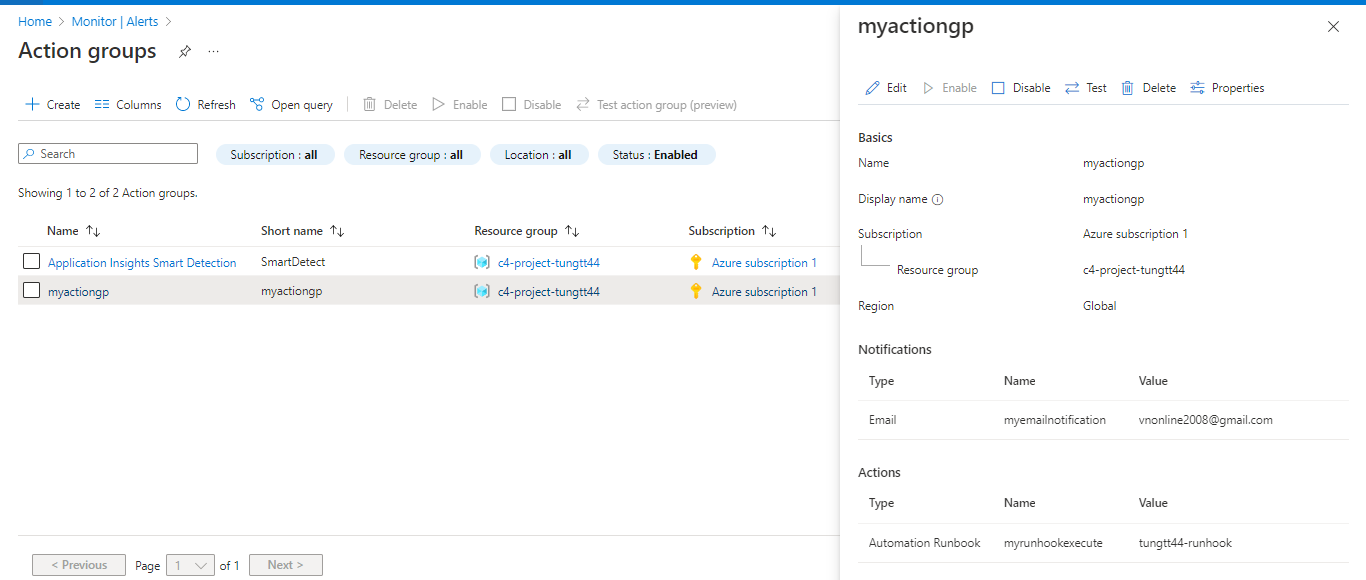 Home > Monitor | Alerts >
Action groups ...
Create Columns Refresh Open query Delete Enable Disable Test action group (preview)
Search Subscription : all Resource group : all Location : all Status : Enabled
Showing 1 to 2 of 2 Action groups.
Name Short name Resource group Subscription
Application Insights Smart Detection SmartDetect c4-project-tungtt44 Azure subscription 1
myactiongp myactiongp c4-project-tungtt44 Azure subscription 1
< Previous Page 1 of 1 Next >
myactiongp
Edit Enable Disable Test Delete Properties
Basics
Name myactiongp
Display name myactiongp
Subscription Azure subscription 1
Resource group c4-project-tungtt44
Region Global
Notifications
Type Name Value
Email myemailnotification vnonline2008@gmail.com
Actions
Type Name Value
Automation Runbook myrunhookexecute tungtt44-runhook